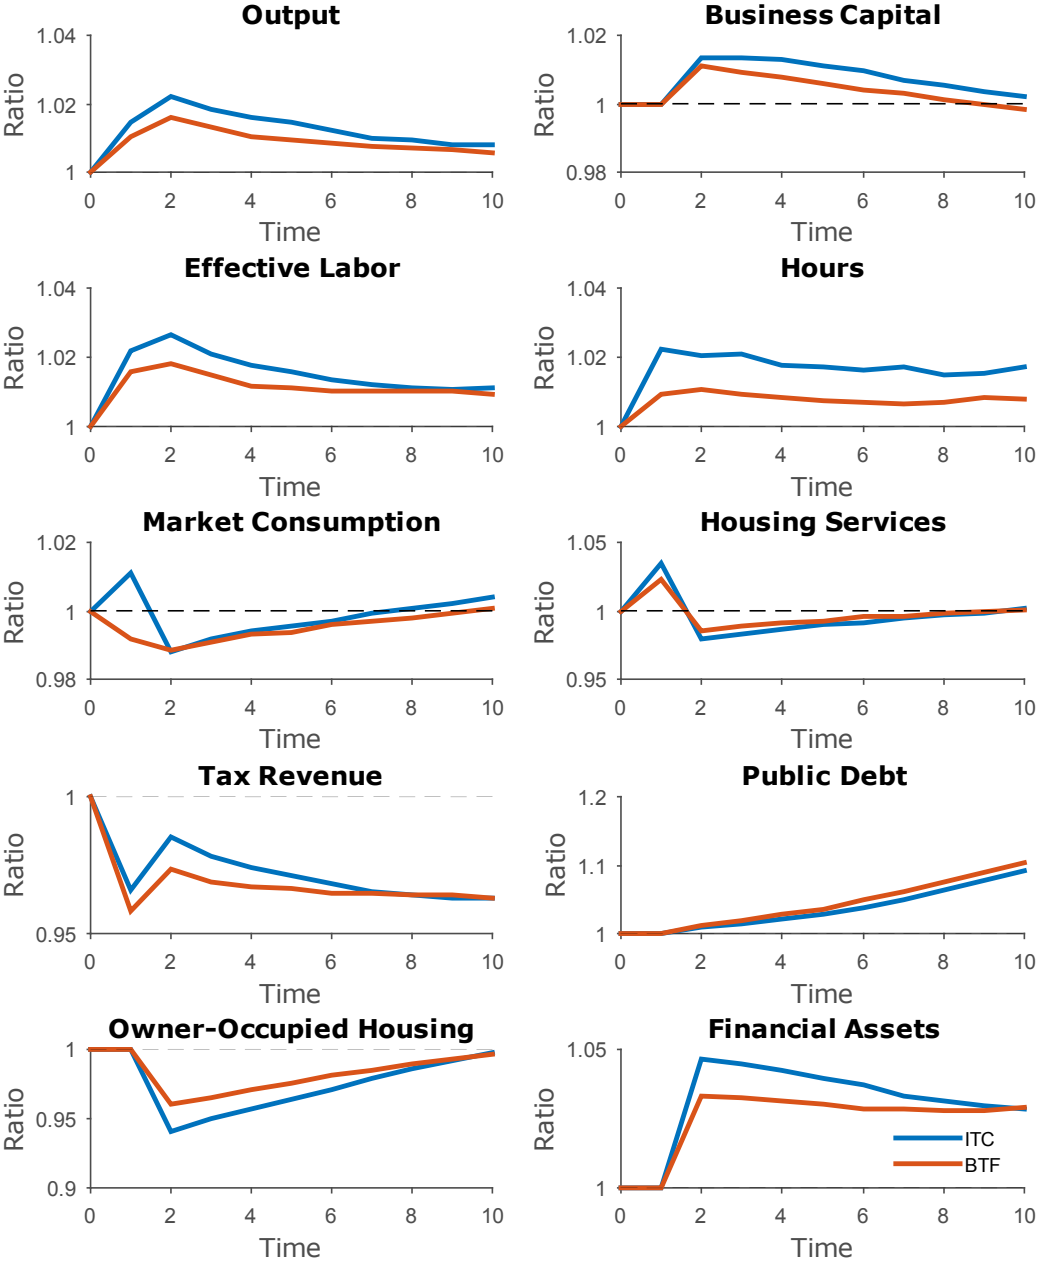 Output
1.04
1.02
1
Ratio
0 2 4 6 8 10
Time
Business Capital
1.02
1
0.98
Ratio
0 2 4 6 8 10
Time
Effective Labor
1.04
1.02
1
Ratio
0 2 4 6 8 10
Time
Hours
1.04
1.02
1
Ratio
0 2 4 6 8 10
Time
Market Consumption
1.02
1
0.98
Ratio
0 2 4 6 8 10
Time
Housing Services
1.05
1
0.95
Ratio
0 2 4 6 8 10
Time
Tax Revenue
1
0.95
Ratio
0 2 4 6 8 10
Time
Public Debt
1.2
1.1
1
Ratio
0 2 4 6 8 10
Time
Owner-Occupied Housing
1
0.95
0.9
Ratio
0 2 4 6 8 10
Time
Financial Assets
1.05
1
Ratio
ITC
BTF
0 2 4 6 8 10
Time